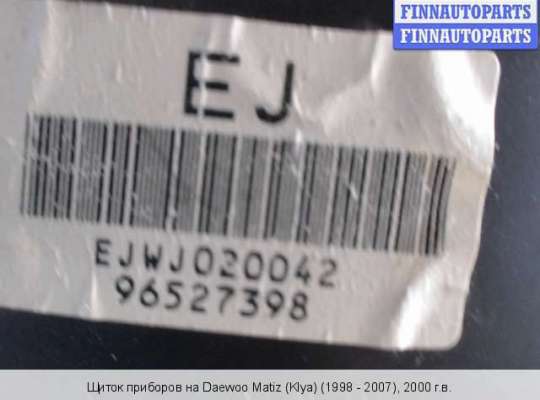 FINNAUTOPARTS
FINNAUTOPARTS
EJ
EJWJ020042
96527398
Щиток приборов на Daewoo Matiz (Klya) (1998 - 2007), 2000 г.в.